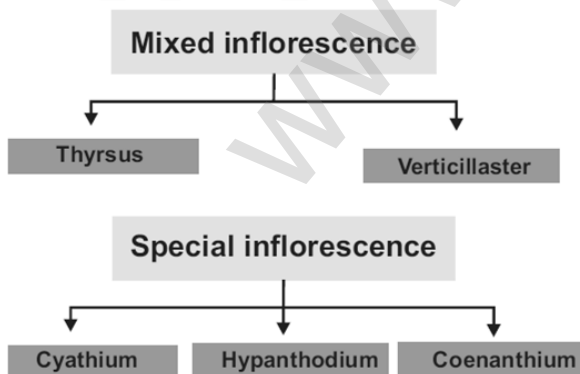 Mixed inflorescence
Thyrsus
Verticillaster
Special inflorescence
Cyathium
Hypanthodium
Coenanthium